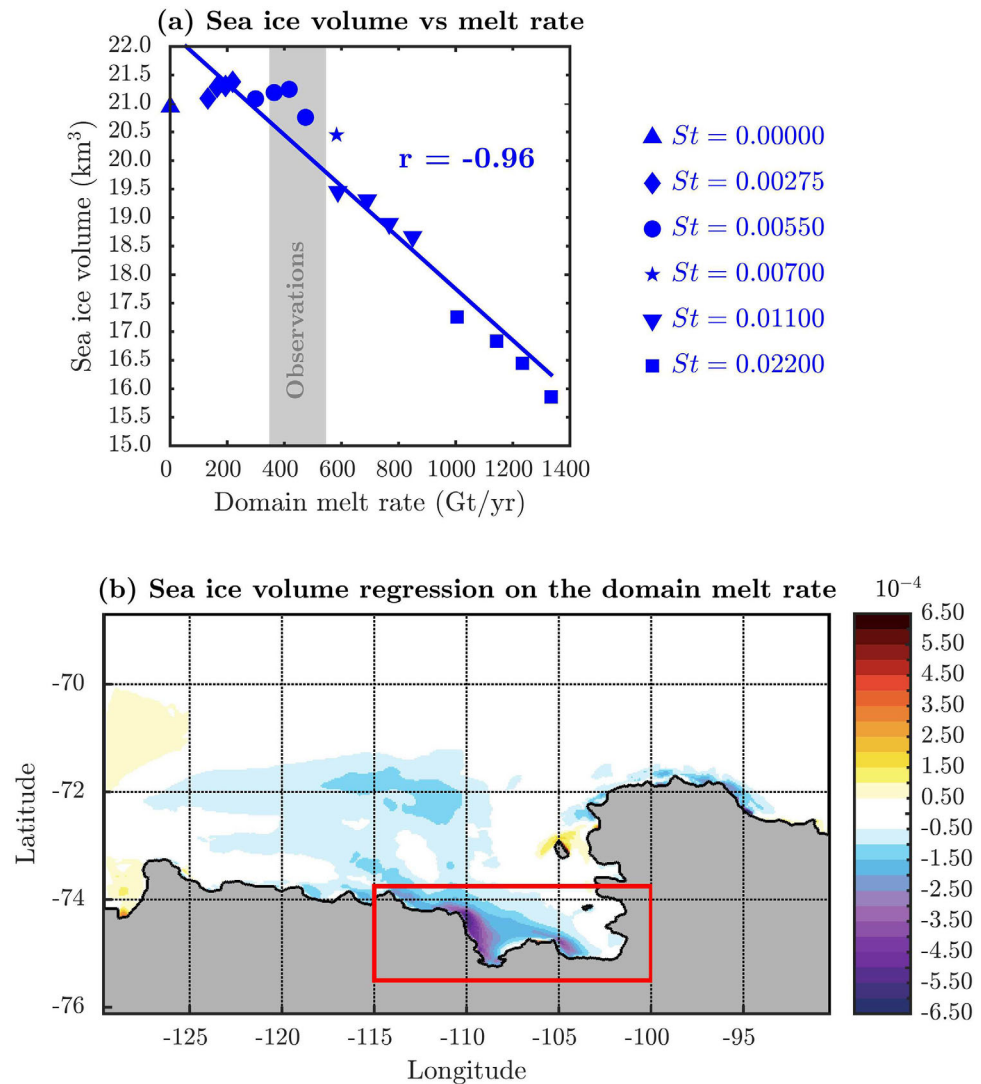 (a) Sea ice volume vs melt rate
22.0
21.5
21.0
20.5
20.0
19.5
19.0
18.5
18.0
17.5
17.0
16.5
16.0
15.5
15.0
Sea ice volume (km³)
Observations
r = -0.96
0 200 400 600 800 1000 1200 1400
Domain melt rate (Gt/yr)
St = 0.00000
St = 0.00275
St = 0.00550
St = 0.00700
St = 0.01100
St = 0.02200
(b) Sea ice volume regression on the domain melt rate
10⁻⁴
-70
-72
-74
-76
Latitude
-125 -120 -115 -110 -105 -100 -95
Longitude
6.50
5.50
4.50
3.50
2.50
1.50
0.50
-0.50
-1.50
-2.50
-3.50
-4.50
-5.50
-6.50